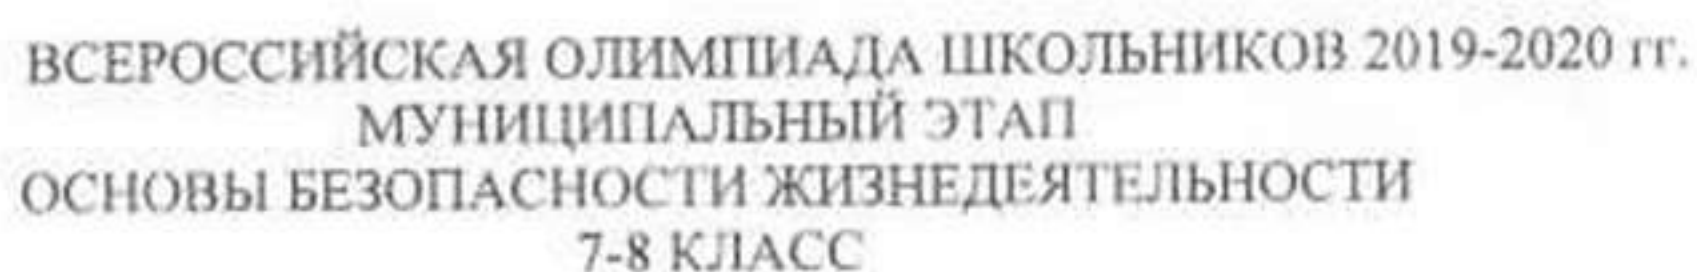 ВСЕРОССИЙСКАЯ ОЛИМПИАДА ШКОЛЬНИКОВ 2019-2020 гг.
МУНИЦИПАЛЬНЫЙ ЭТАП
ОСНОВЫ БЕЗОПАСНОСТИ ЖИЗНЕДЕЯТЕЛЬНОСТИ
7-8 КЛАСС